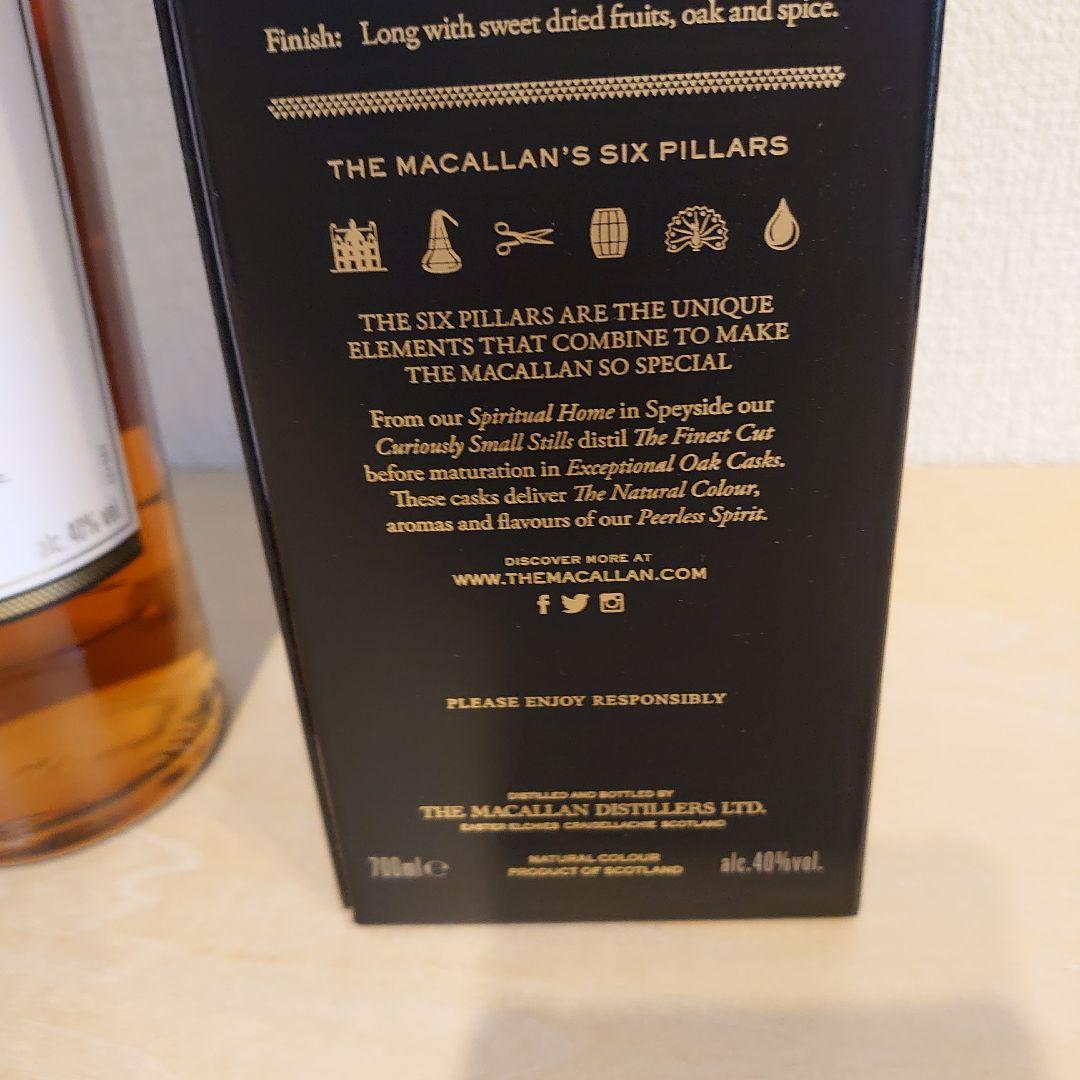 Finish: Long with sweet dried fruits, oak and spice.
THE MACALLAN'S SIX PILLARS
THE SIX PILLARS ARE THE UNIQUE
ELEMENTS THAT COMBINE TO MAKE
THE MACALLAN SO SPECIAL
From our Spiritual Home in Speyside our
Curiously Small Stills distil The Finest Cut
before maturation in Exceptional Oak Casks.
These casks deliver The Natural Colour,
aromas and flavours of our Peerless Spirit.
DISCOVER MORE AT
WWW.THEMACALLAN.COM
PLEASE ENJOY RESPONSIBLY
DISTILLED AND BOTTLED BY
THE MACALLAN DISTILLERS LTD.
EASTER ELCHIES CRAIGELLACHIE SCOTLAND
700ml e
NATURAL COLOUR
PRODUCT OF SCOTLAND
alc.40%vol.
alc 40% vol